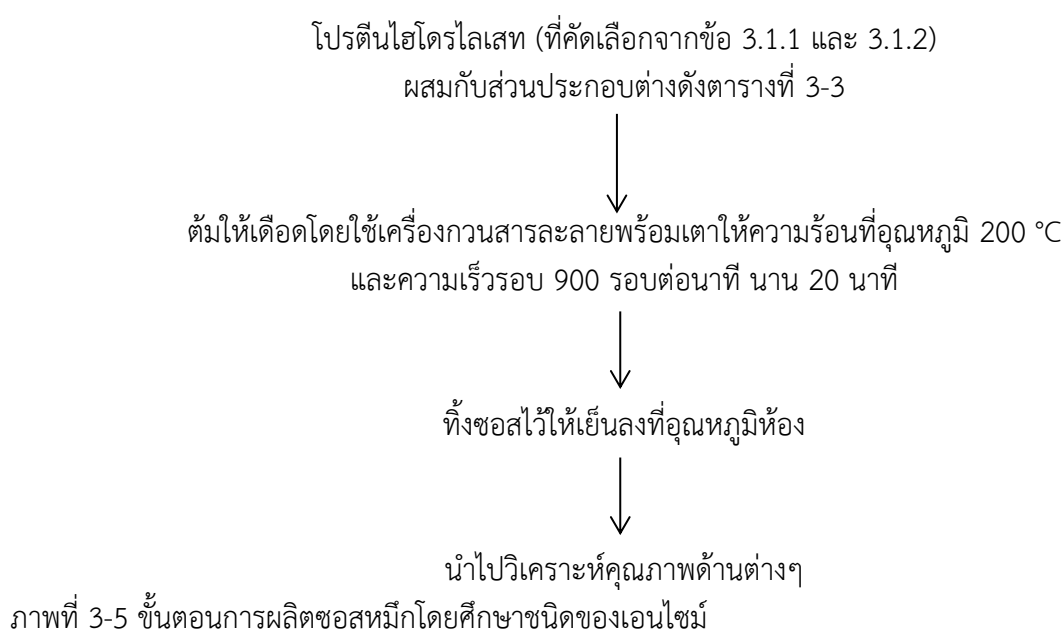 โปรตีนไฮโดรไลเสท (ที่คัดเลือกจากข้อ 3.1.1 และ 3.1.2)
ผสมกับส่วนประกอบต่างดังตารางที่ 3-3
ต้มให้เดือดโดยใช้เครื่องกวนสารละลายพร้อมเตาให้ความร้อนที่อุณหภูมิ 200 °C
และความเร็วรอบ 900 รอบต่อนาที นาน 20 นาที
ทิ้งซอสไว้ให้เย็นลงที่อุณหภูมิห้อง
นำไปวิเคราะห์คุณภาพด้านต่างๆ
ภาพที่ 3-5 ขั้นตอนการผลิตซอสหมึกโดยศึกษาชนิดของเอนไซม์